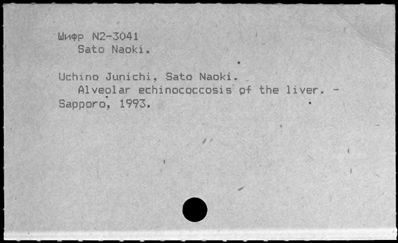 Шифр N2-3041
Sato Naoki.
Uchino Junichi, Sato Naoki.
Alveolar echinococcosis of the liver. -
Sapporo, 1993.